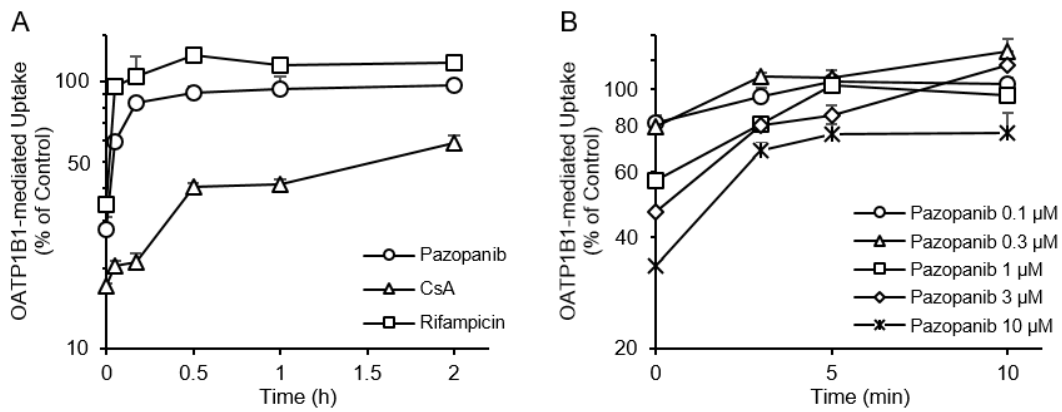 A
OATP1B1-mediated Uptake
(% of Control)
100
50
10
0
0.5
1
1.5
2
Time (h)
Pazopanib
CsA
Rifampicin
B
OATP1B1-mediated Uptake
(% of Control)
100
80
60
40
20
0
5
10
Time (min)
Pazopanib 0.1 µM
Pazopanib 0.3 µM
Pazopanib 1 µM
Pazopanib 3 µM
Pazopanib 10 µM